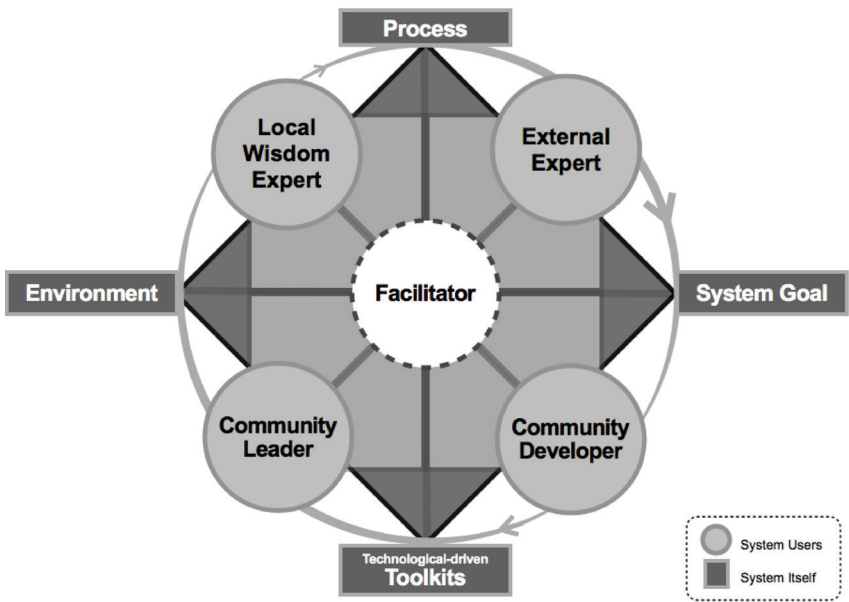 Process
Local
Wisdom
Expert
External
Expert
Environment
Facilitator
System Goal
Community
Leader
Community
Developer
Technological-driven
Toolkits
System Users
System Itself